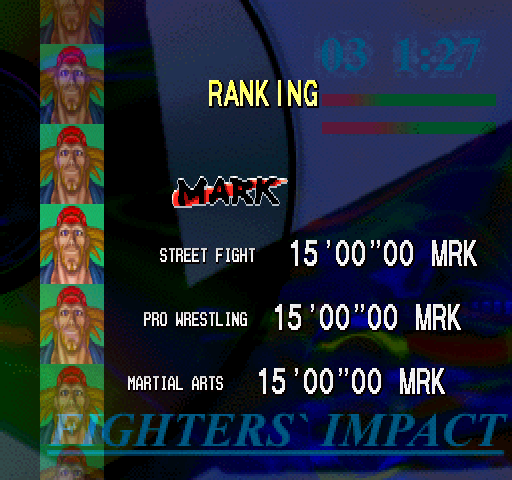 03 1:27
RANKING
MARK
STREET FIGHT 15'00"00 MRK
PRO WRESTLING 15'00"00 MRK
MARTIAL ARTS 15'00"00 MRK
FIGHTERS` IMPACT